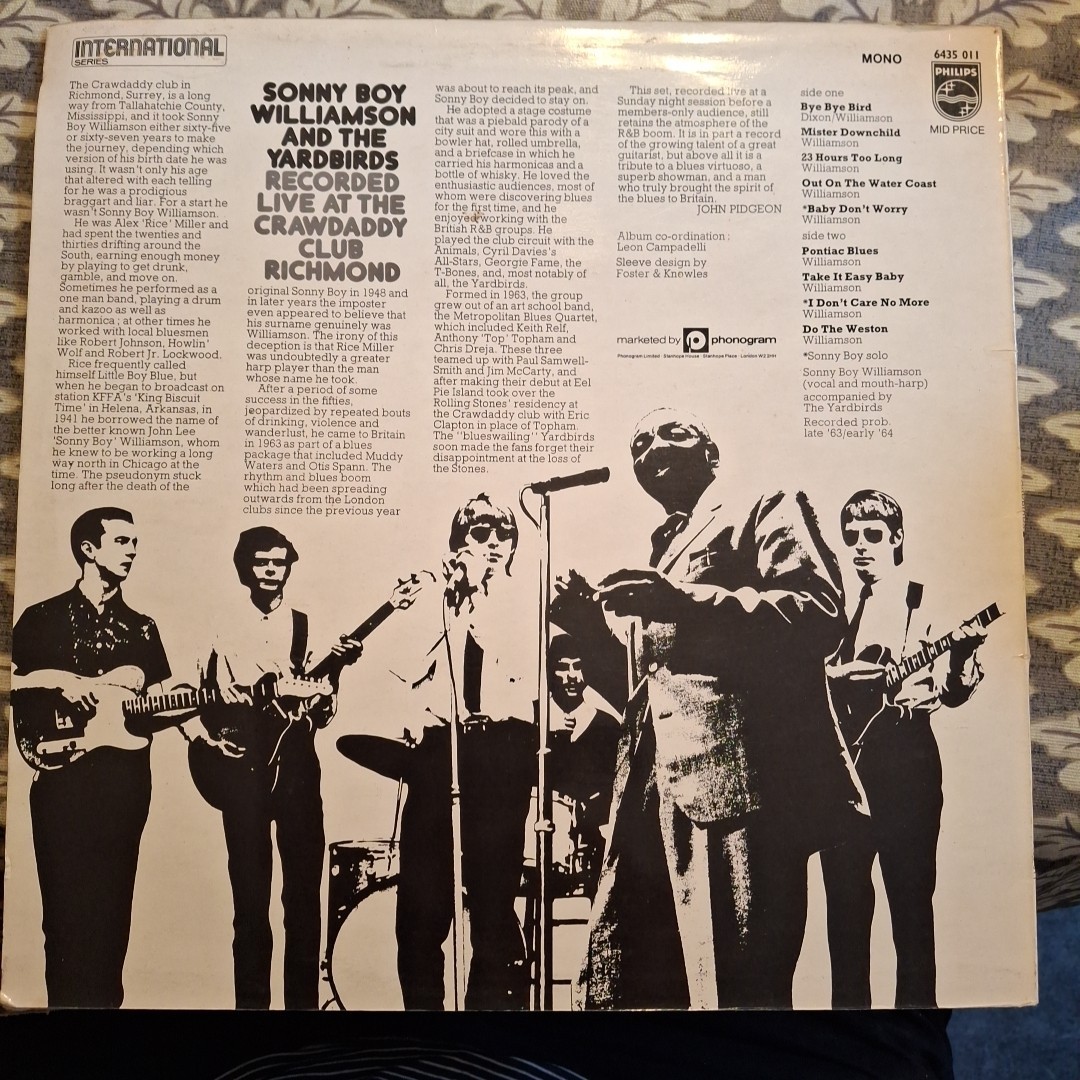 INTERNATIONAL
SERIES
The Crawdaddy club in
Richmond, Surrey, is a long
way from Tallahatchie County,
Mississippi, and it took Sonny
Boy Williamson either sixty-five
or sixty-seven years to make
the journey, depending which
version of his birth date he was
using. It wasn't only his age
that altered with each telling
for he was a prodigious
braggart and liar. For a start he
wasn't Sonny Boy Williamson.
He was Alex 'Rice' Miller and
had spent the twenties and
thirties drifting around the
South, earning enough money
by playing to get drunk,
gamble, and move on.
Sometimes he performed as a
one man band, playing a drum
and kazoo as well as
harmonica; at other times he
worked with local bluesmen
like Robert Johnson, Howlin'
Wolf and Robert Jr. Lockwood.
Rice frequently called
himself Little Boy Blue, but
when he began to broadcast on
station KFFA's 'King Biscuit
Time' in Helena, Arkansas, in
1941 he borrowed the name of
the better known John Lee
'Sonny Boy' Williamson, whom
he knew to be working a long
way north in Chicago at the
time. The pseudonym stuck
long after the death of the
SONNY BOY
WILLIAMSON
AND THE
YARDBIRDS
RECORDED
LIVE AT THE
CRAWDADDY
CLUB
RICHMOND
original Sonny Boy in 1948 and
in later years the imposter
even appeared to believe that
his surname genuinely was
Williamson. The irony of this
deception is that Rice Miller
was undoubtedly a greater
harp player than the man
whose name he took.
After a period of some
success in the fifties,
jeopardized by repeated bouts
of drinking, violence and
wanderlust, he came to Britain
in 1963 as part of a blues
package that included Muddy
Waters and Otis Spann. The
rhythm and blues boom
which had been spreading
outwards from the London
clubs since the previous year
was about to reach its peak, and
Sonny Boy decided to stay on.
He adopted a stage costume
that was a piebald parody of a
city suit and wore this with a
bowler hat, rolled umbrella,
and a briefcase in which he
carried his harmonicas and a
bottle of whisky. He loved the
enthusiastic audiences, most of
whom were discovering blues
for the first time, and he
enjoyed working with the
British R&B groups. He
played the club circuit with the
Animals, Cyril Davies's
All-Stars, Georgie Fame, the
T-Bones, and, most notably of
all, the Yardbirds.
Formed in 1963, the group
grew out of an art school band,
the Metropolitan Blues Quartet,
which included Keith Relf,
Anthony 'Top' Topham and
Chris Dreja. These three
teamed up with Paul Samwell-
Smith and Jim McCarty, and
after making their debut at Eel
Pie Island took over the
Rolling Stones' residency at
the Crawdaddy club with Eric
Clapton in place of Topham.
The "blueswailing" Yardbirds
soon made the fans forget their
disappointment at the loss of
the Stones.
This set, recorded live at a
Sunday night session before a
members-only audience, still
retains the atmosphere of the
R&B boom. It is in part a record
of the growing talent of a great
guitarist, but above all it is a
tribute to a blues virtuoso, a
superb showman, and a man
who truly brought the spirit of
the blues to Britain.
JOHN PIDGEON
Album co-ordination:
Leon Campadelli
Sleeve design by
Foster & Knowles
marketed by phonogram
Phonogram Limited · Stanhope House · Stanhope Place · London W2 2HH
MONO
6435 011
PHILIPS
MID PRICE
side one
Bye Bye Bird
Dixon/Williamson
Mister Downchild
Williamson
23 Hours Too Long
Williamson
Out On The Water Coast
Williamson
*Baby Don't Worry
Williamson
side two
Pontiac Blues
Williamson
Take It Easy Baby
Williamson
*I Don't Care No More
Williamson
Do The Weston
Williamson
*Sonny Boy solo
Sonny Boy Williamson
(vocal and mouth-harp)
accompanied by
The Yardbirds
Recorded prob.
late '63/early '64